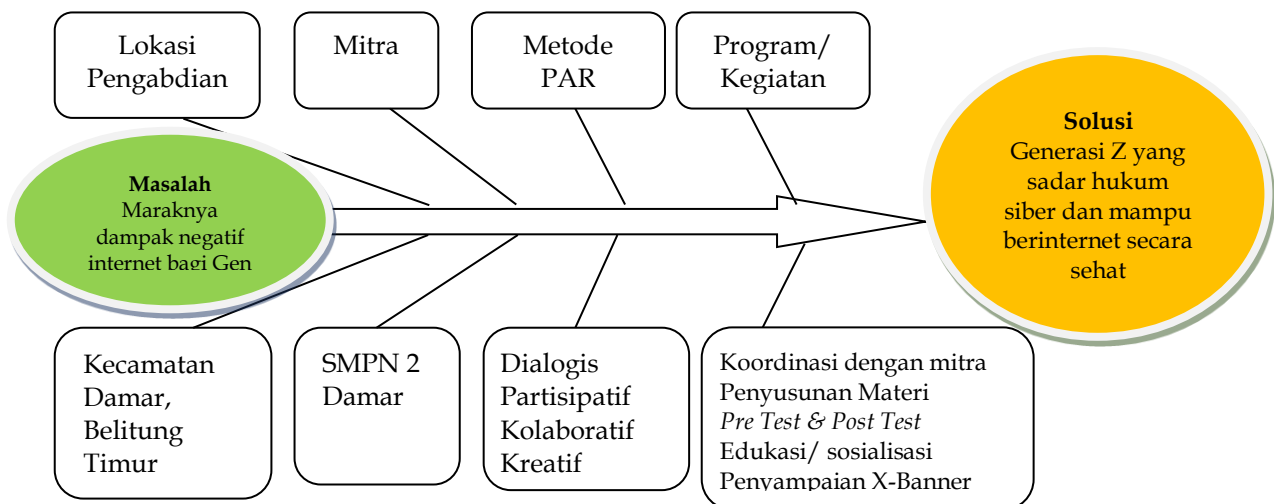 Lokasi
Pengabdian
Mitra
Metode
PAR
Program/
Kegiatan
Masalah
Maraknya
dampak negatif
internet bagi Gen
Solusi
Generasi Z yang
sadar hukum
siber dan mampu
berinternet secara
sehat
Kecamatan
Damar,
Belitung
Timur
SMPN 2
Damar
Dialogis
Partisipatif
Kolaboratif
Kreatif
Koordinasi dengan mitra
Penyusunan Materi
Pre Test & Post Test
Edukasi/ sosialisasi
Penyampaian X-Banner